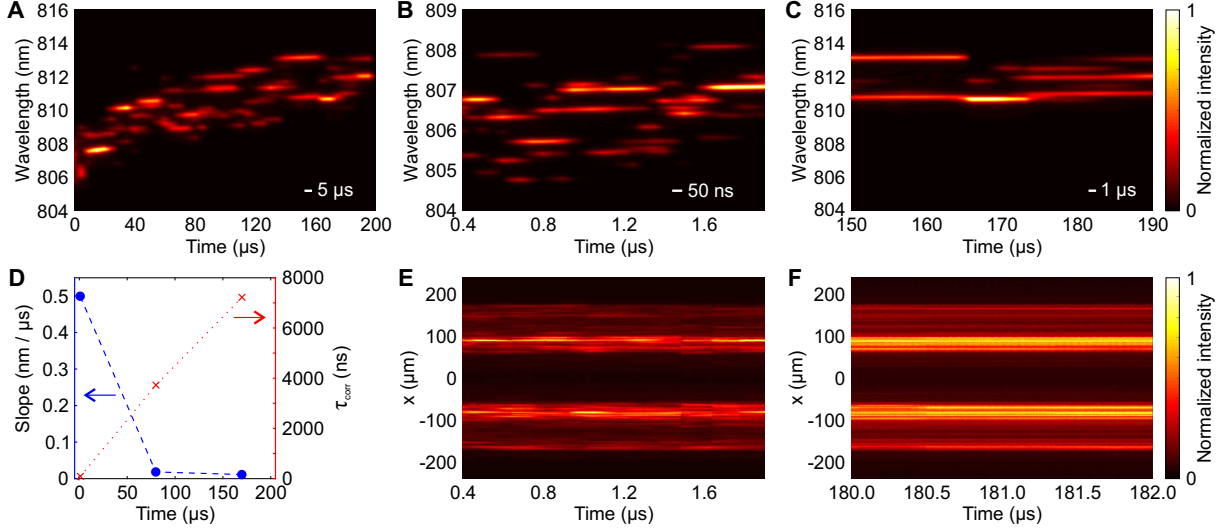 A
Wavelength (nm)
816
814
812
810
808
806
804
5 µs
0 40 80 120 160 200
Time (µs)
B
Wavelength (nm)
809
808
807
806
805
804
50 ns
0.4 0.8 1.2 1.6
Time (µs)
C
Wavelength (nm)
816
814
812
810
808
806
804
1 µs
150 160 170 180 190
Time (µs)
1
0
Normalized intensity
D
Slope (nm / µs)
0.5
0.4
0.3
0.2
0.1
0
8000
6000
4000
2000
0
τcorr (ns)
0 50 100 150 200
Time (µs)
E
x (µm)
200
100
0
-100
-200
0.4 0.8 1.2 1.6
Time (µs)
F
x (µm)
200
100
0
-100
-200
180.0 180.5 181.0 181.5 182.0
Time (µs)
1
0
Normalized intensity